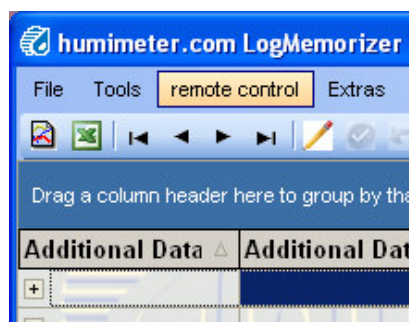 humimeter.com LogMemorizer
File Tools remote control Extras
Drag a column header here to group by tha
Additional Data Additional Dat